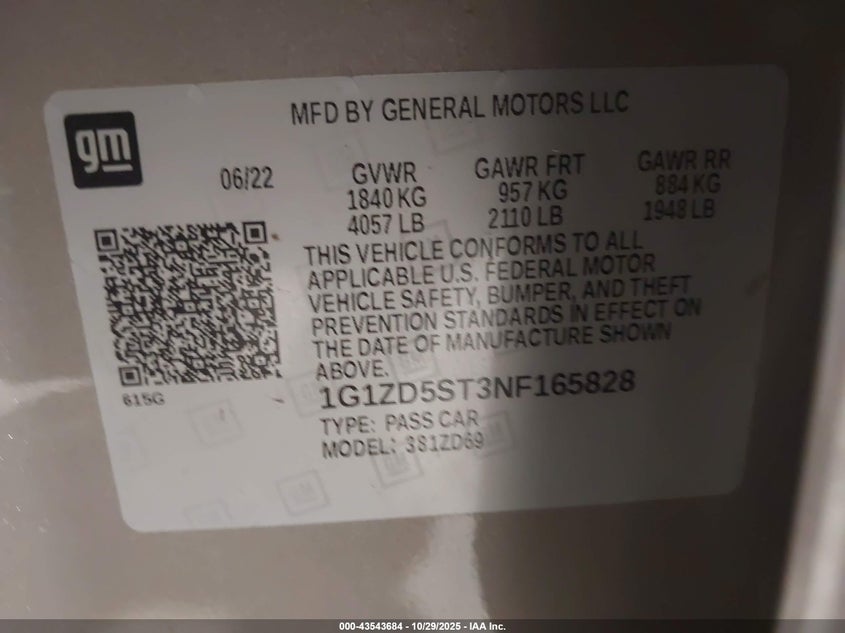 gm
MFD BY GENERAL MOTORS LLC
06/22 GVWR GAWR FRT GAWR RR
1840 KG 957 KG 884 KG
4057 LB 2110 LB 1948 LB
THIS VEHICLE CONFORMS TO ALL
APPLICABLE U.S. FEDERAL MOTOR
VEHICLE SAFETY, BUMPER, AND THEFT
PREVENTION STANDARDS IN EFFECT ON
THE DATE OF MANUFACTURE SHOWN
ABOVE.
615G
1G1ZD5ST3NF165828
TYPE: PASS CAR
MODEL: 3S1ZD69
000-43543684 - 10/29/2025 - IAA Inc.